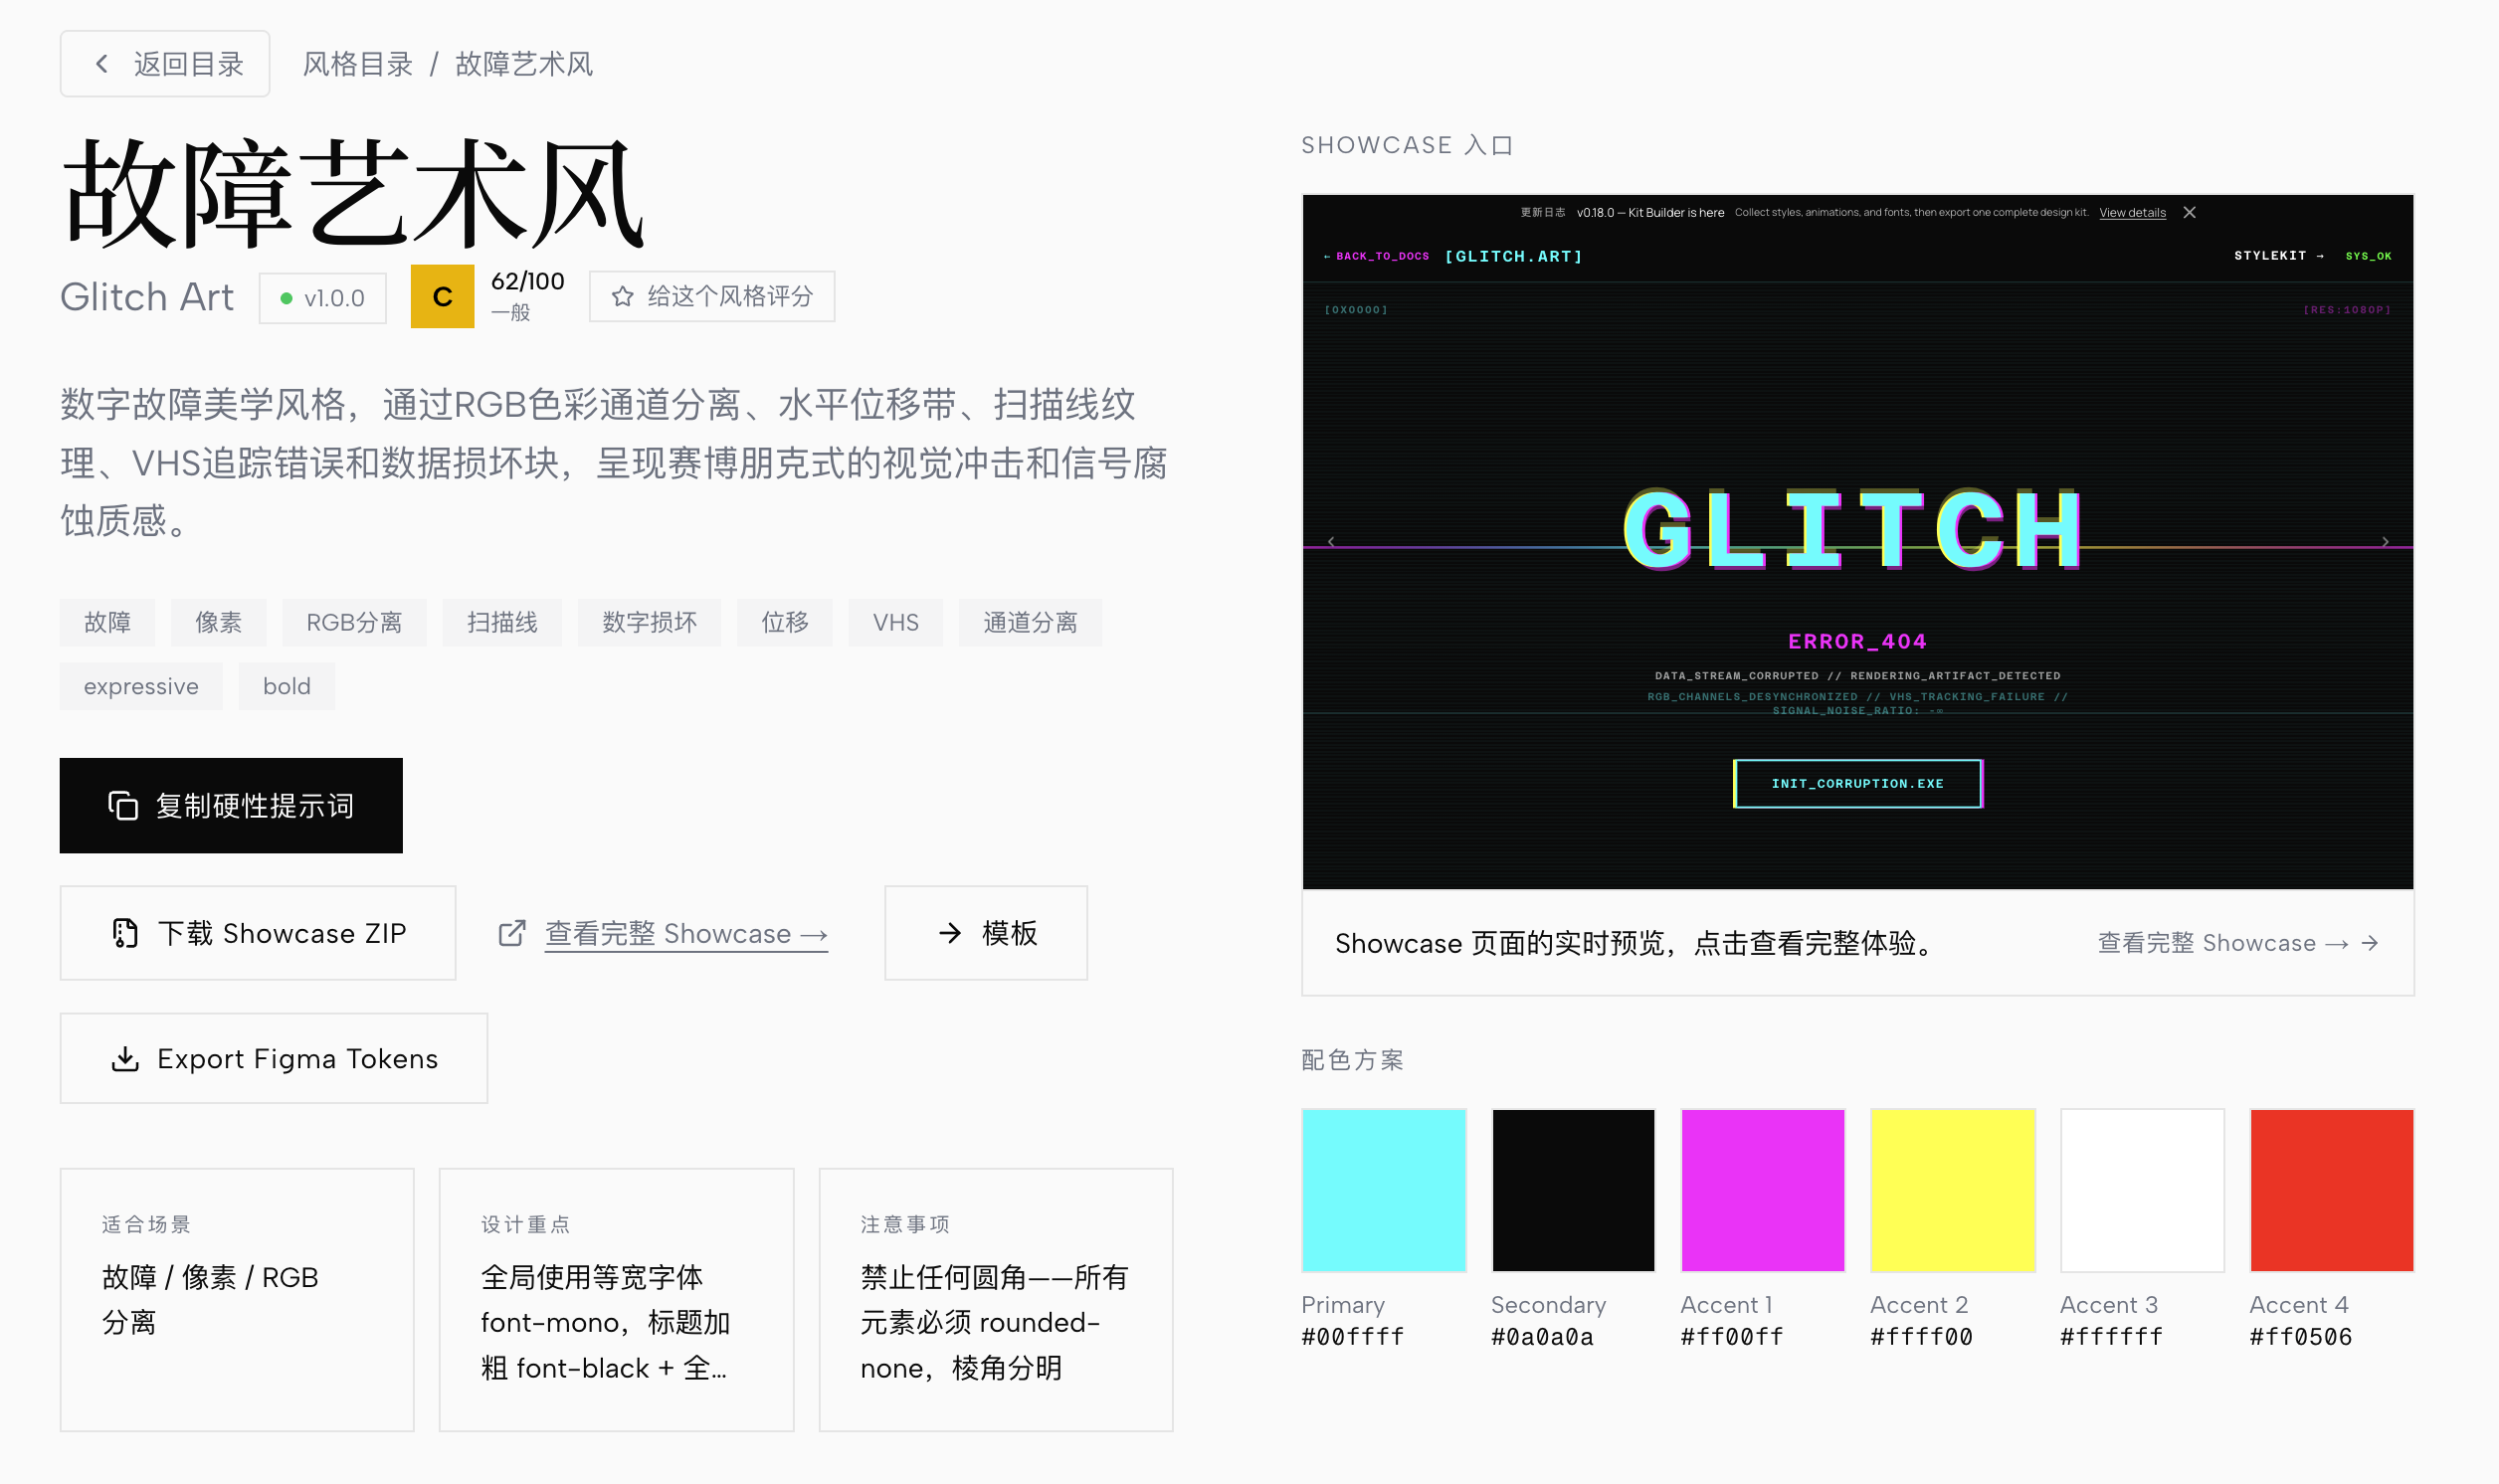 返回目录
风格目录 / 故障艺术风
故障艺术风
Glitch Art
v1.0.0
C
62/100
一般
给这个风格评分
数字故障美学风格，通过RGB色彩通道分离、水平位移带、扫描线纹
理、VHS追踪错误和数据损坏块，呈现赛博朋克式的视觉冲击和信号腐
蚀质感。
故障
像素
RGB分离
扫描线
数字损坏
位移
VHS
通道分离
expressive
bold
复制硬性提示词
下载 Showcase ZIP
查看完整 Showcase →
模板
Export Figma Tokens
适合场景
故障 / 像素 / RGB
分离
设计重点
全局使用等宽字体
font-mono，标题加
粗 font-black + 全...
注意事项
禁止任何圆角——所有
元素必须 rounded-
none，棱角分明
SHOWCASE 入口
更新日志 v0.18.0 — Kit Builder is here Collect styles, animations, and fonts, then export one complete design kit. View details
← BACK_TO_DOCS [GLITCH.ART]
STYLEKIT → SYS_OK
[0X0000]
[RES:1080P]
GLITCH
ERROR_404
DATA_STREAM_CORRUPTED // RENDERING_ARTIFACT_DETECTED
RGB_CHANNELS_DESYNCHRONIZED // VHS_TRACKING_FAILURE //
SIGNAL_NOISE_RATIO: -∞
INIT_CORRUPTION.EXE
Showcase 页面的实时预览，点击查看完整体验。
查看完整 Showcase → →
配色方案
Primary
#00ffff
Secondary
#0a0a0a
Accent 1
#ff00ff
Accent 2
#ffff00
Accent 3
#ffffff
Accent 4
#ff0506